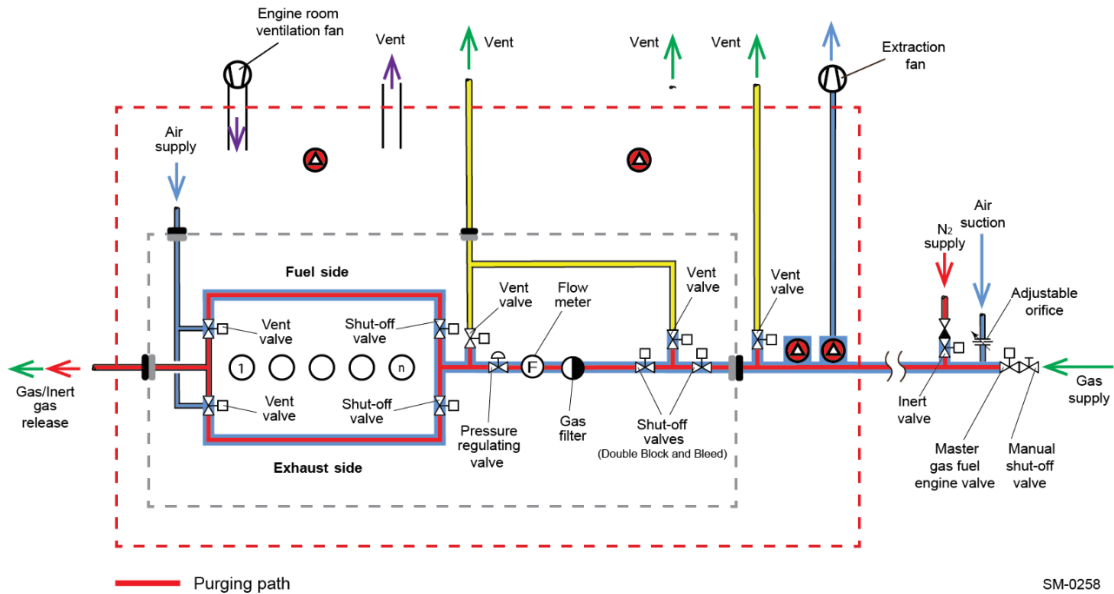 Engine room
ventilation fan
Vent
Vent
Vent
Extraction
fan
Air
supply
Air
suction
N2
supply
Fuel side
Vent
valve
Flow
meter
Vent
valve
Vent
valve
Adjustable
orifice
Vent
valve
Shut-off
valve
1
n
F
Gas/Inert
gas
release
Vent
valve
Shut-off
valve
Pressure
regulating
valve
Gas
filter
Shut-off
valves
(Double Block and Bleed)
Inert
valve
Gas
supply
Master
gas fuel
engine valve
Manual
shut-off
valve
Exhaust side
Purging path
SM-0258